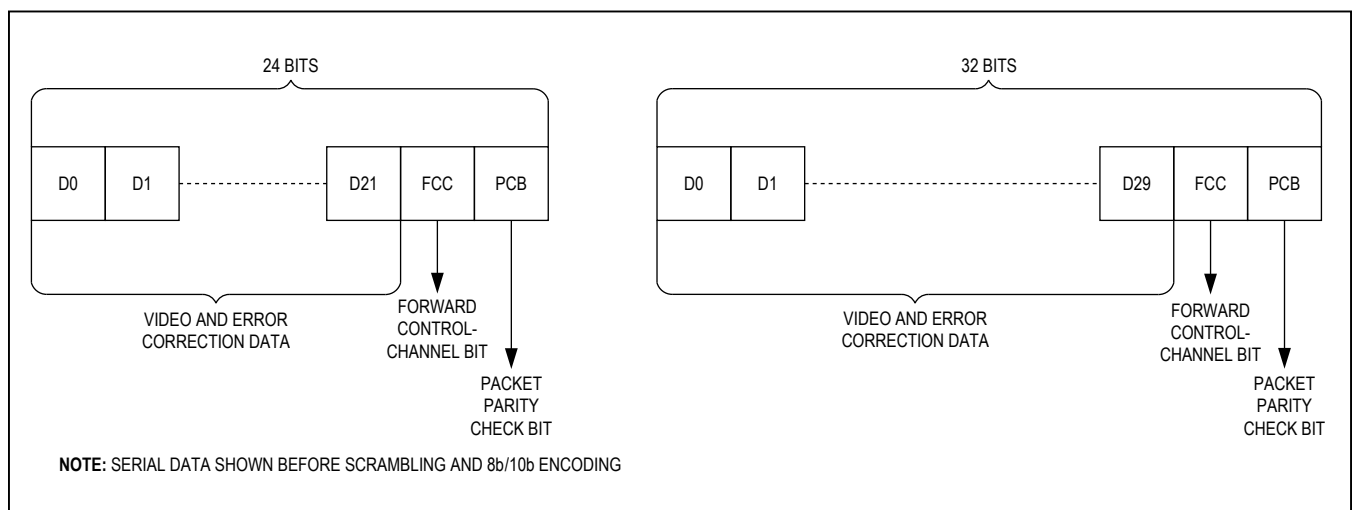 24 BITS
32 BITS
D0 D1 D21 FCC PCB
D0 D1 D29 FCC PCB
VIDEO AND ERROR
CORRECTION DATA
FORWARD
CONTROL-
CHANNEL BIT
PACKET
PARITY
CHECK BIT
VIDEO AND ERROR
CORRECTION DATA
FORWARD
CONTROL-
CHANNEL BIT
PACKET
PARITY
CHECK BIT
NOTE: SERIAL DATA SHOWN BEFORE SCRAMBLING AND 8b/10b ENCODING